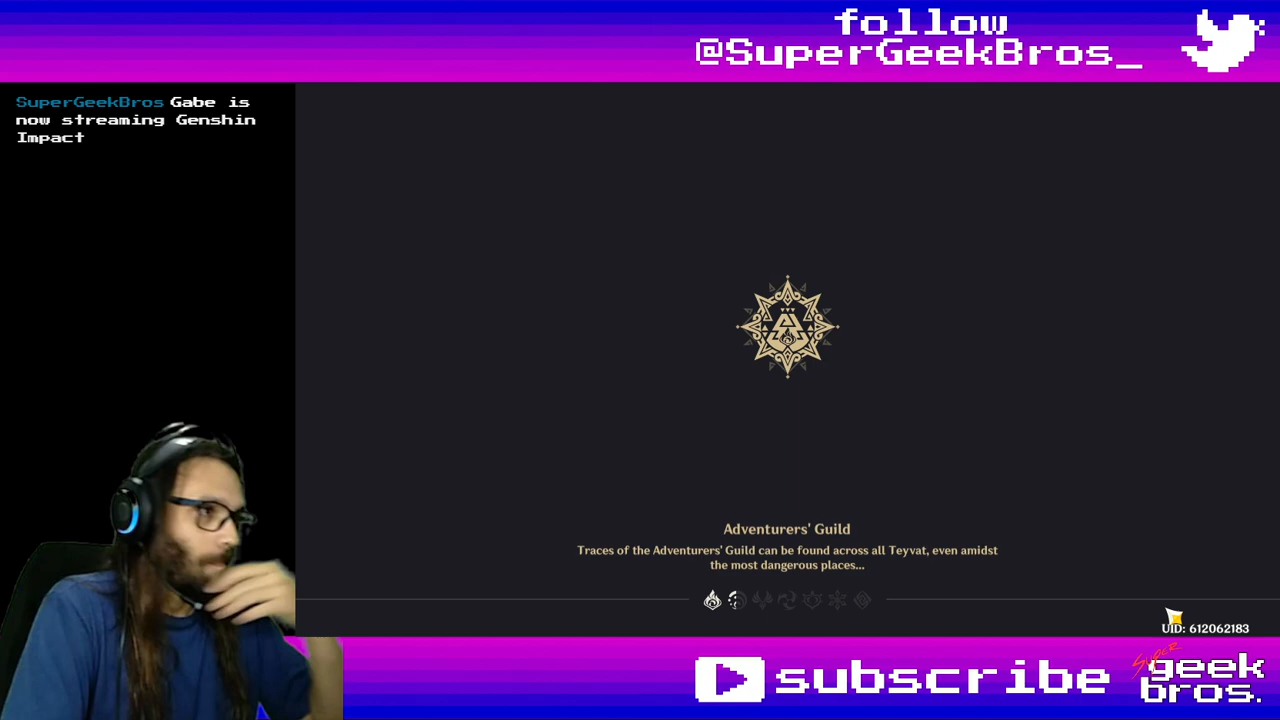 follow
@SuperGeekBros_
SuperGeekBros Gabe is
now streaming Genshin
Impact
Adventurers' Guild
Traces of the Adventurers' Guild can be found across all Teyvat, even amidst
the most dangerous places...
UID: 612062183
subscribe
super
geek
bros.